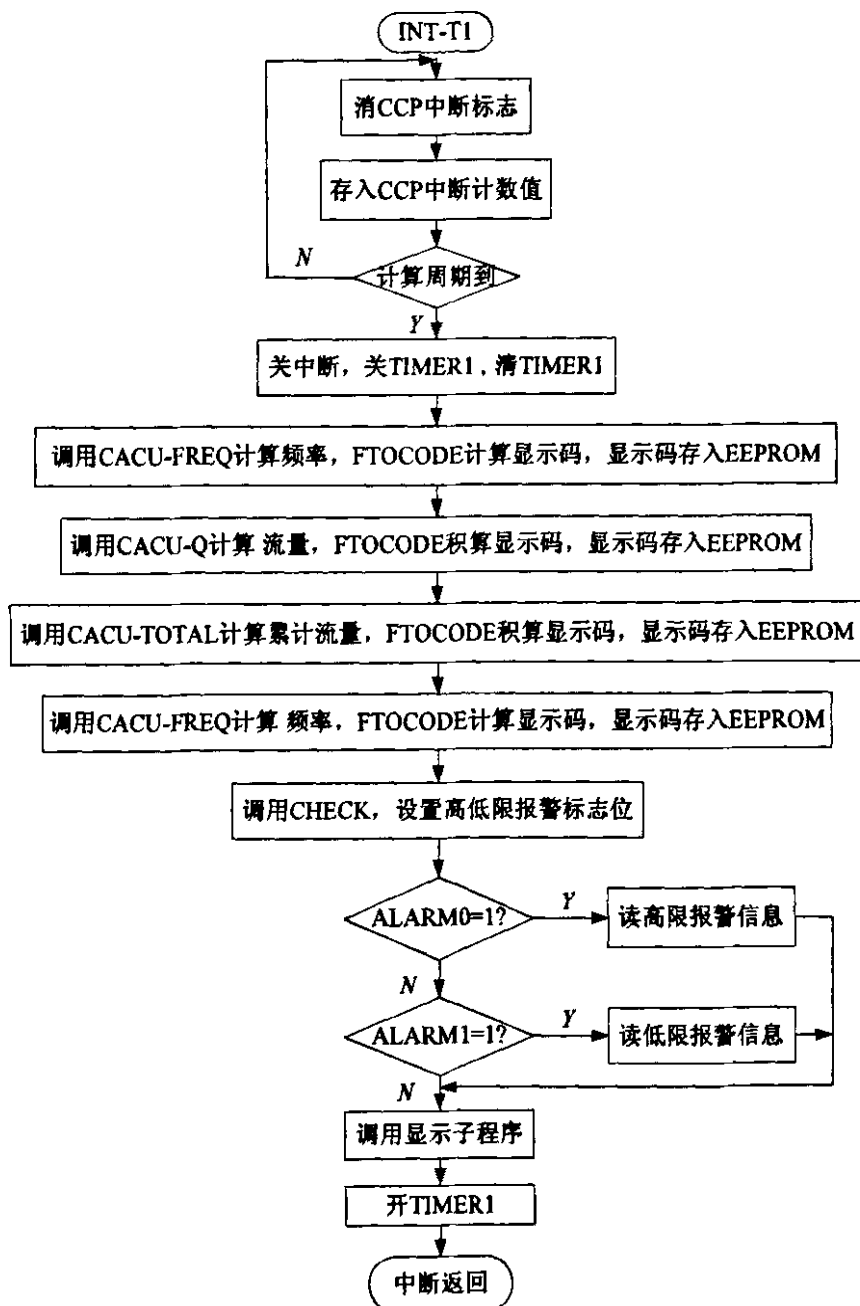 INT-T1
消CCP中断标志
存入CCP中断计数值
N
计算周期到
Y
关中断，关TIMER1，清TIMER1
调用CACU-FREQ计算频率，FTOCODE计算显示码，显示码存入EEPROM
调用CACU-Q计算 流量，FTOCODE积算显示码，显示码存入EEPROM
调用CACU-TOTAL计算累计流量，FTOCODE积算显示码，显示码存入EEPROM
调用CACU-FREQ计算 频率，FTOCODE计算显示码，显示码存入EEPROM
调用CHECK，设置高低限报警标志位
ALARM0=1?
Y
读高限报警信息
N
ALARM1=1?
Y
读低限报警信息
N
调用显示子程序
开TIMER1
中断返回